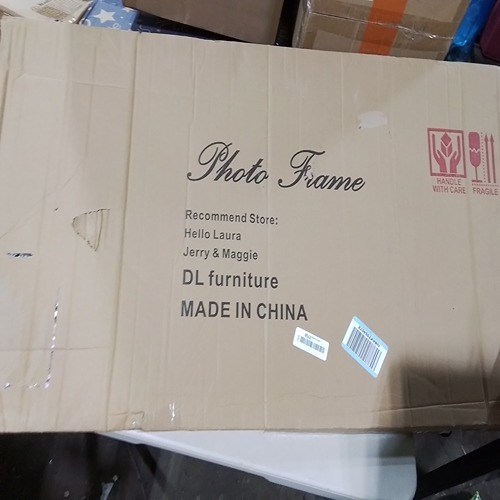 Photo Frame
HANDLE
WITH CARE
FRAGILE
Recommend Store:
Hello Laura
Jerry & Maggie
DL furniture
MADE IN CHINA